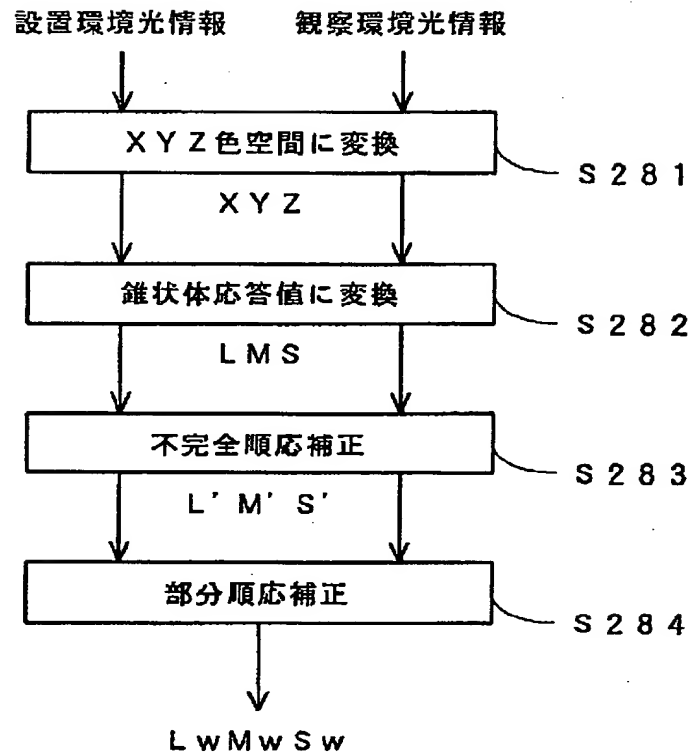 設置環境光情報 観察環境光情報
XYZ色空間に変換
S281
XYZ
錐状体応答値に変換
S282
LMS
不完全順応補正
S283
L'M'S'
部分順応補正
S284
LwMwSw